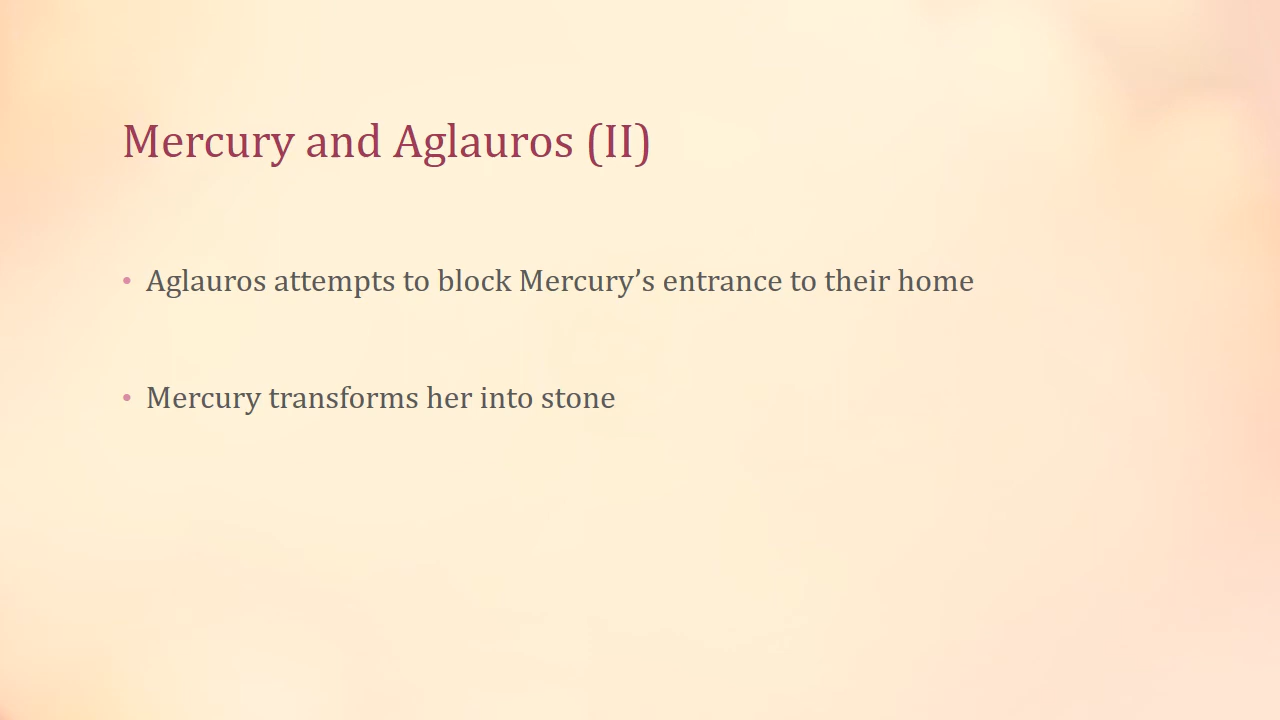 Mercury and Aglauros (II)
• Aglauros attempts to block Mercury’s entrance to their home
• Mercury transforms her into stone